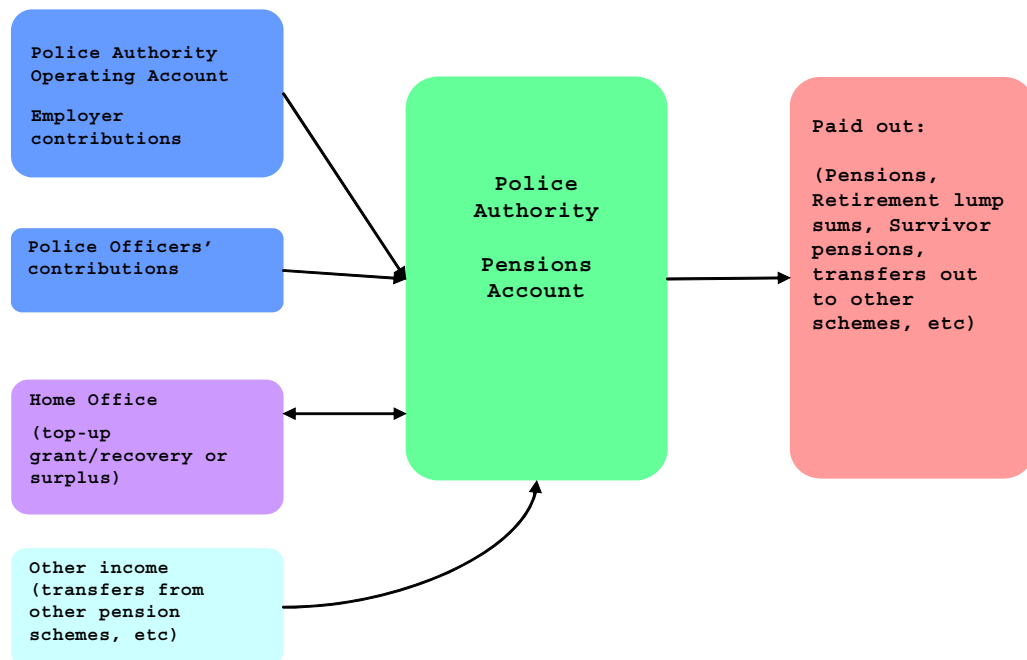 Police Authority
Operating Account
Employer
contributions
Police Officers’
contributions
Home Office
(top-up
grant/recovery or
surplus)
Other income
(transfers from
other pension
schemes, etc)
Police
Authority
Pensions
Account
Paid out:
(Pensions,
Retirement lump
sums, Survivor
pensions,
transfers out
to other
schemes, etc)